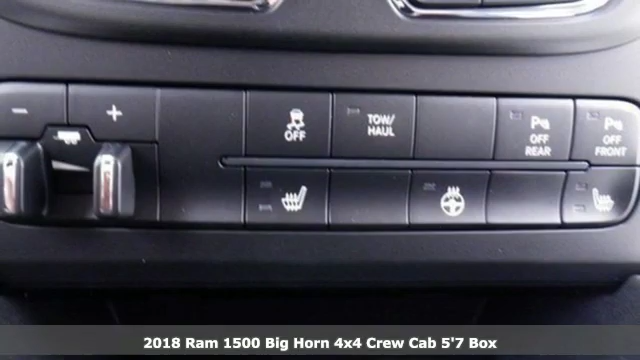 − +
OFF
TOW/
HAUL
P
OFF
REAR
P
OFF
FRONT
2018 Ram 1500 Big Horn 4x4 Crew Cab 5'7 Box